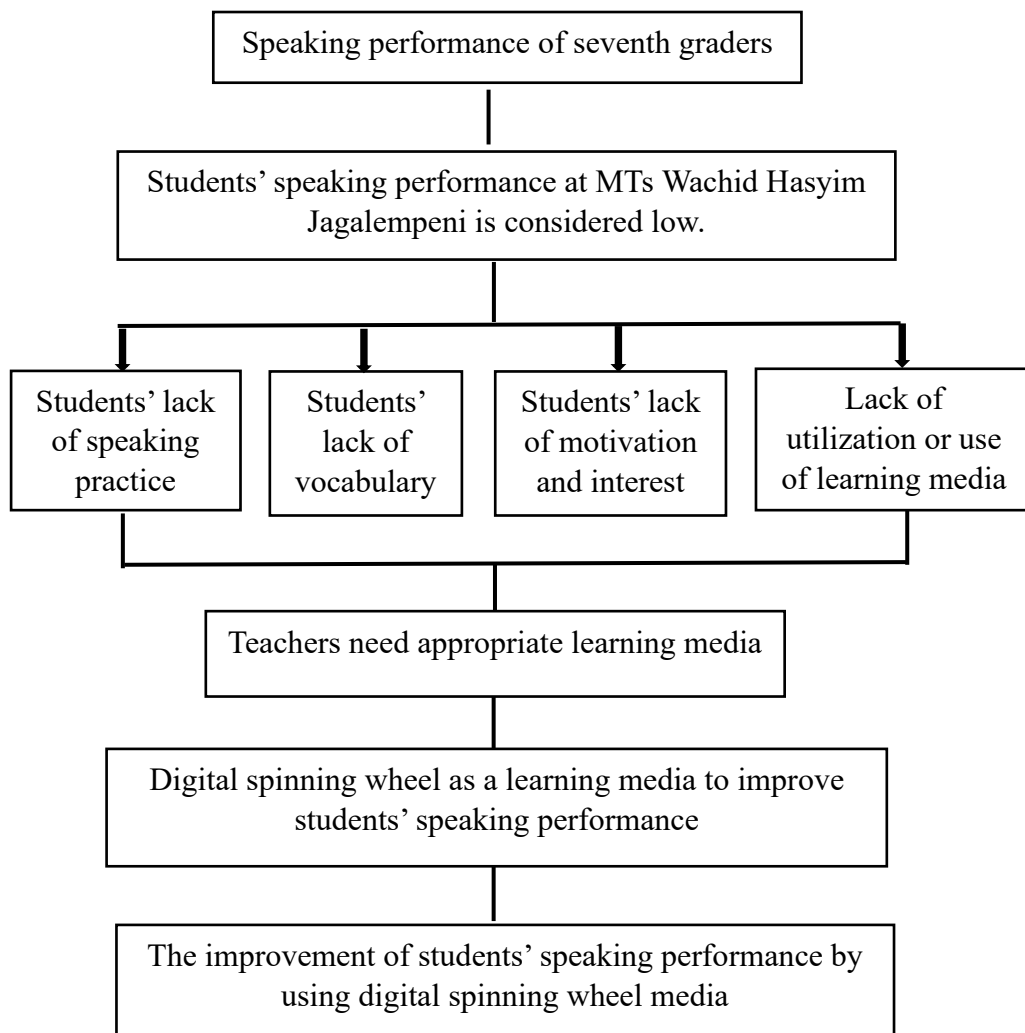 Speaking performance of seventh graders
Students’ speaking performance at MTs Wachid Hasyim
Jagalempeni is considered low.
Students’ lack
of speaking
practice
Students’
lack of
vocabulary
Students’ lack
of motivation
and interest
Lack of
utilization or use
of learning media
Teachers need appropriate learning media
Digital spinning wheel as a learning media to improve
students’ speaking performance
The improvement of students’ speaking performance by
using digital spinning wheel media